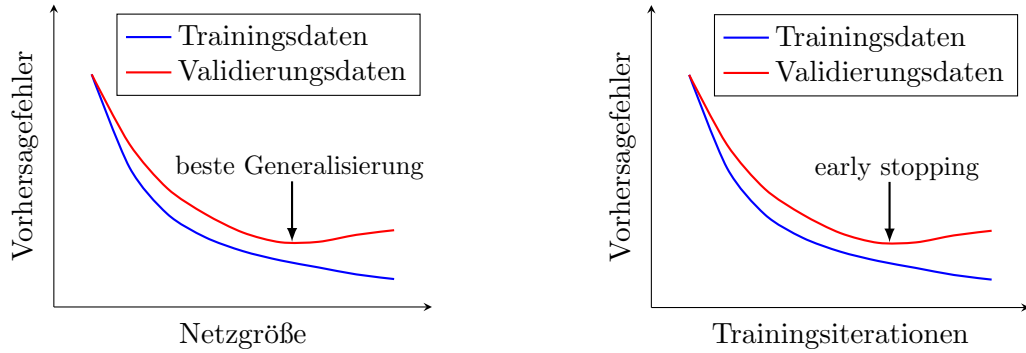 Trainingsdaten
Validierungsdaten
beste Generalisierung
Vorhersagefehler
Netzgröße
Trainingsdaten
Validierungsdaten
early stopping
Vorhersagefehler
Trainingsiterationen